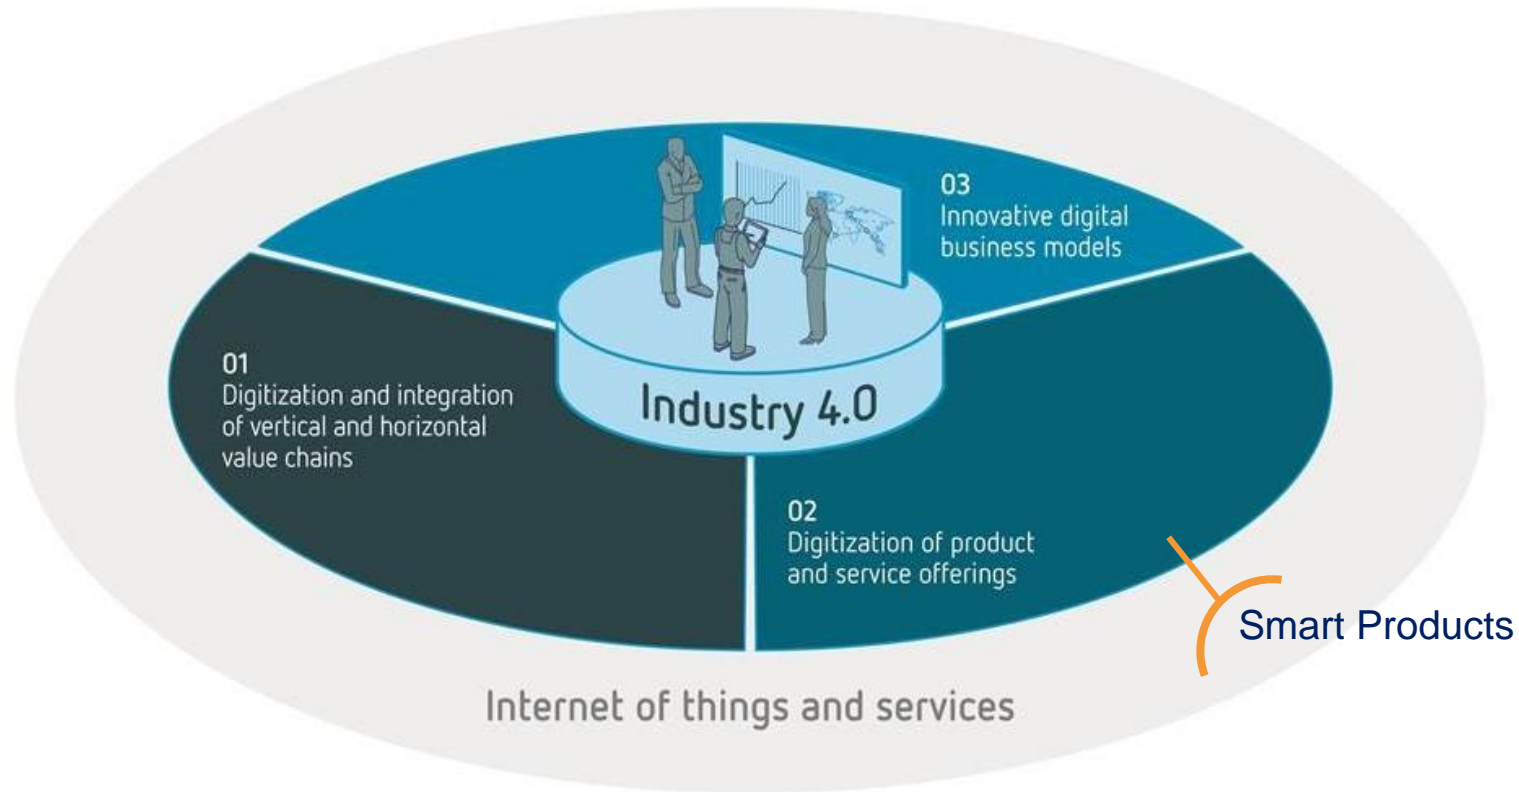 03
Innovative digital
business models
01
Digitization and integration
of vertical and horizontal
value chains
Industry 4.0
02
Digitization of product
and service offerings
Smart Products
Internet of things and services